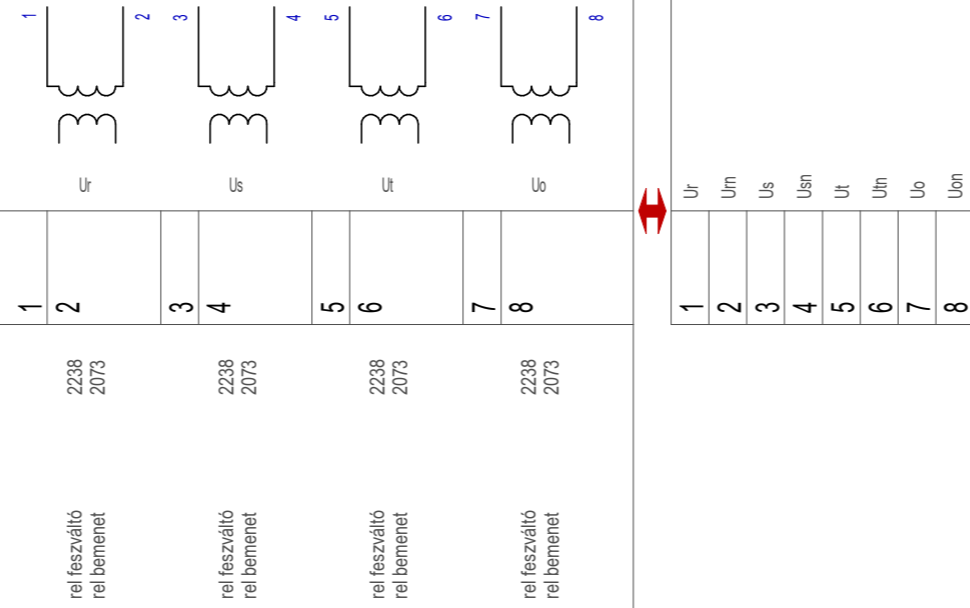 1 2 3 4 5 6 7 8
Ur Us Ut Uo
Ur Urn Us Usn Ut Utn Uo Uon
1 2 3 4 5 6 7 8
1 2 3 4 5 6 7 8
2238
2073
2238
2073
2238
2073
2238
2073
rel feszváltó
rel bemenet
rel feszváltó
rel bemenet
rel feszváltó
rel bemenet
rel feszváltó
rel bemenet